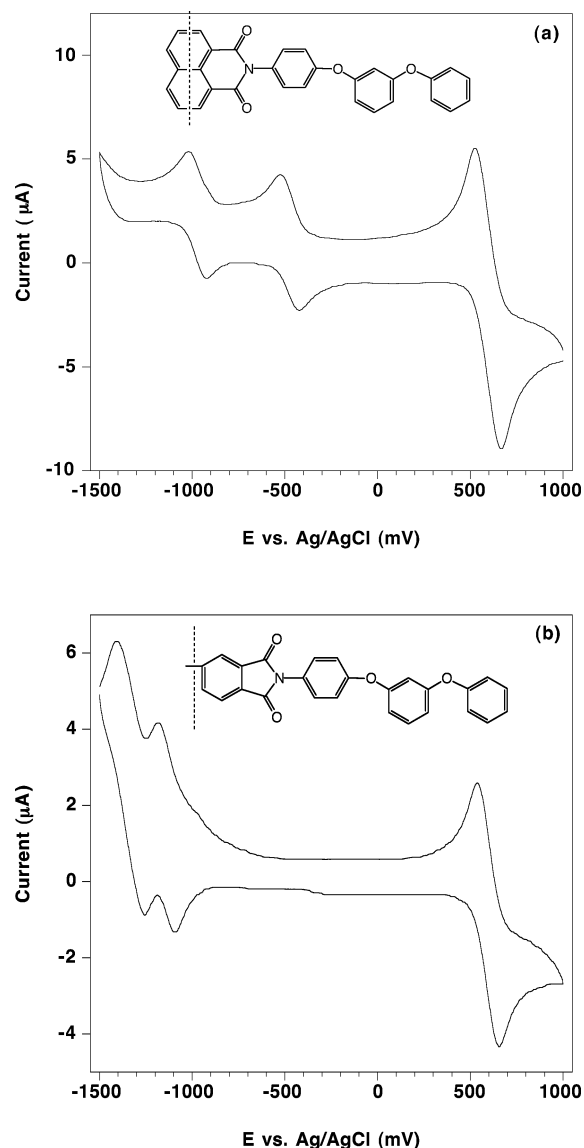 (a)
O
N
O
O
O
10
5
0
-5
-10
Current ( μA)
-1500 -1000 -500 0 500 1000
E vs. Ag/AgCl (mV)
(b)
O
N
O
O
O
6
4
2
0
-2
-4
Current (μA)
-1500 -1000 -500 0 500 1000
E vs. Ag/AgCl (mV)